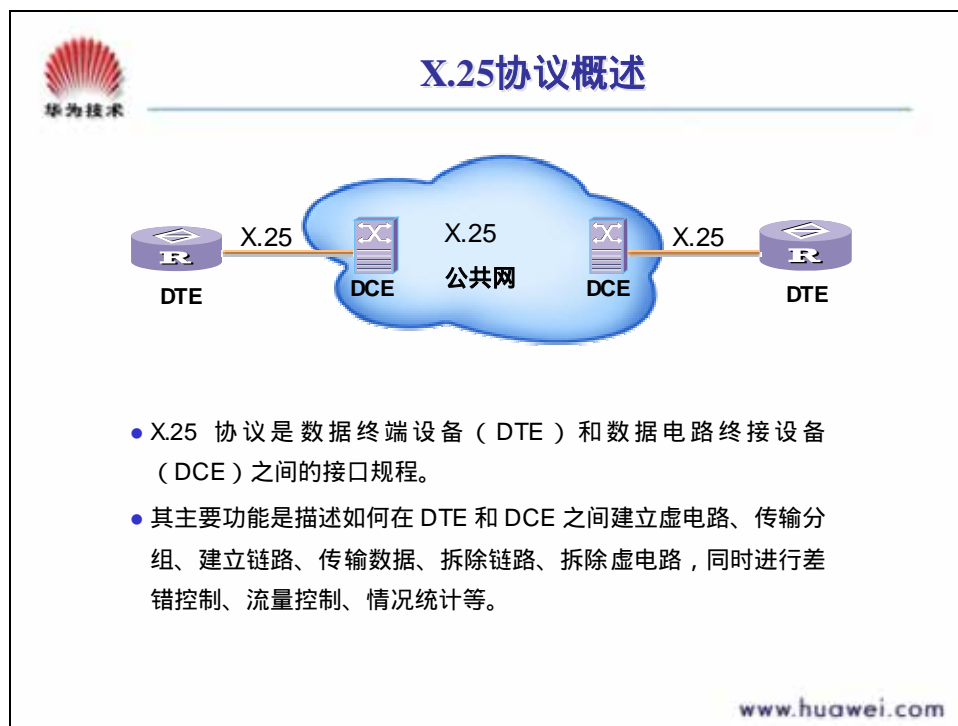 华为技术
X.25协议概述
X.25
X.25
X.25
公共网
R
R
DTE
DCE
DCE
DTE
● X.25 协议是数据终端设备(DTE)和数据电路终接设备
(DCE)之间的接口规程。
● 其主要功能是描述如何在 DTE 和 DCE 之间建立虚电路、传输分
组、建立链路、传输数据、拆除链路、拆除虚电路,同时进行差
错控制、流量控制、情况统计等。
www.huawei.com